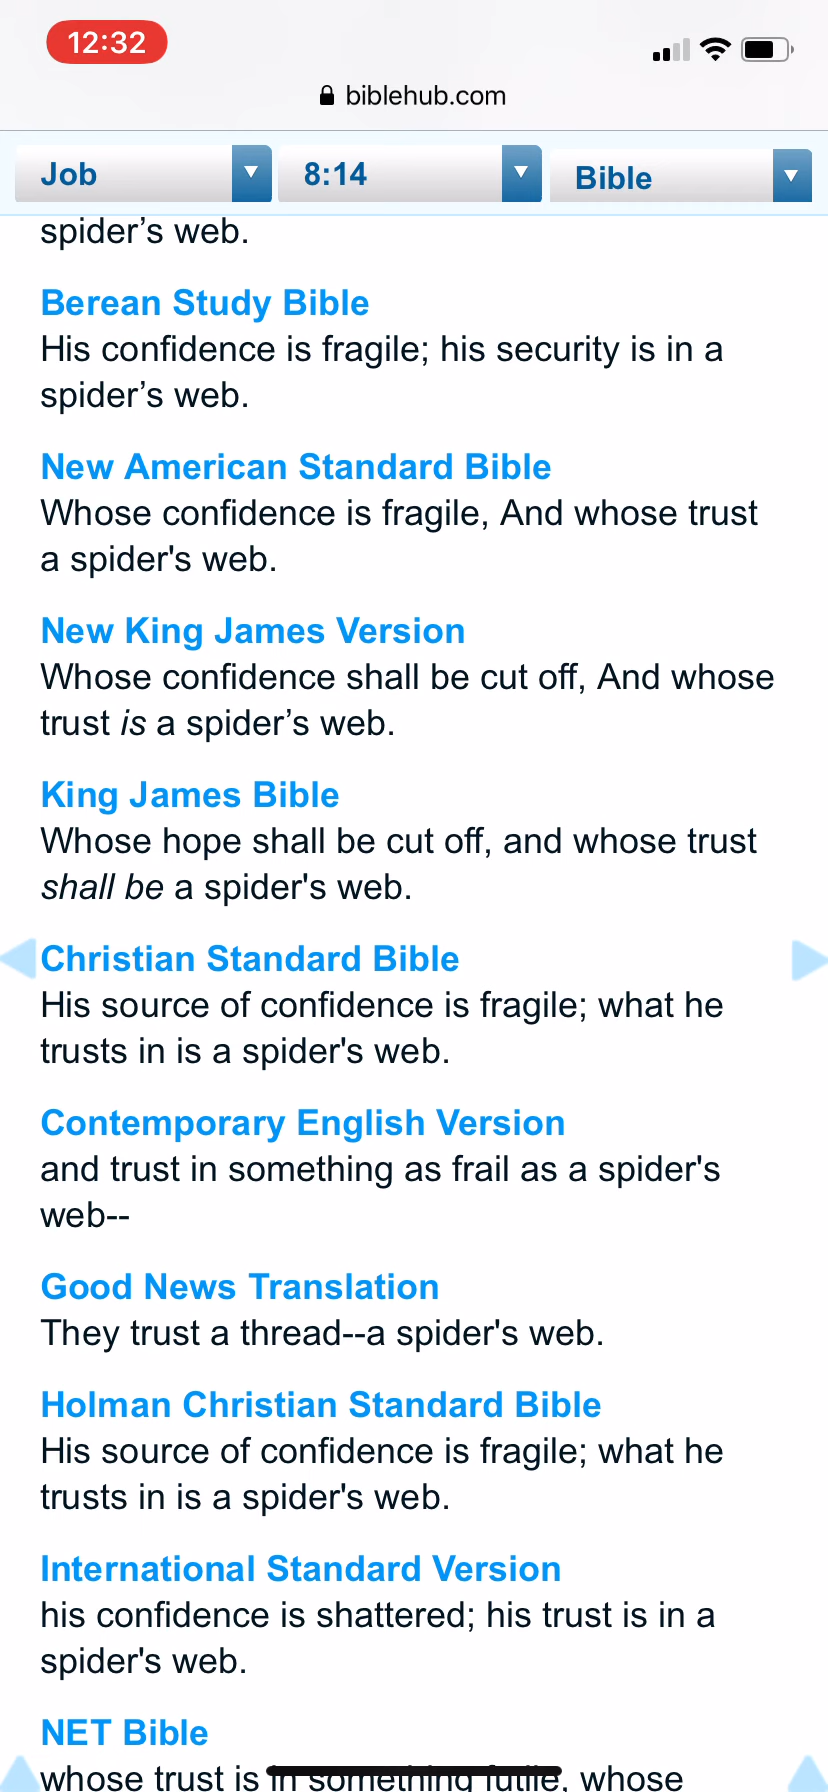 12:32
biblehub.com
Job 8:14 Bible
spider’s web.
Berean Study Bible
His confidence is fragile; his security is in a
spider’s web.
New American Standard Bible
Whose confidence is fragile, And whose trust
a spider's web.
New King James Version
Whose confidence shall be cut off, And whose
trust is a spider’s web.
King James Bible
Whose hope shall be cut off, and whose trust
shall be a spider's web.
Christian Standard Bible
His source of confidence is fragile; what he
trusts in is a spider's web.
Contemporary English Version
and trust in something as frail as a spider's
web--
Good News Translation
They trust a thread--a spider's web.
Holman Christian Standard Bible
His source of confidence is fragile; what he
trusts in is a spider's web.
International Standard Version
his confidence is shattered; his trust is in a
spider's web.
NET Bible
whose trust is in something futile, whose